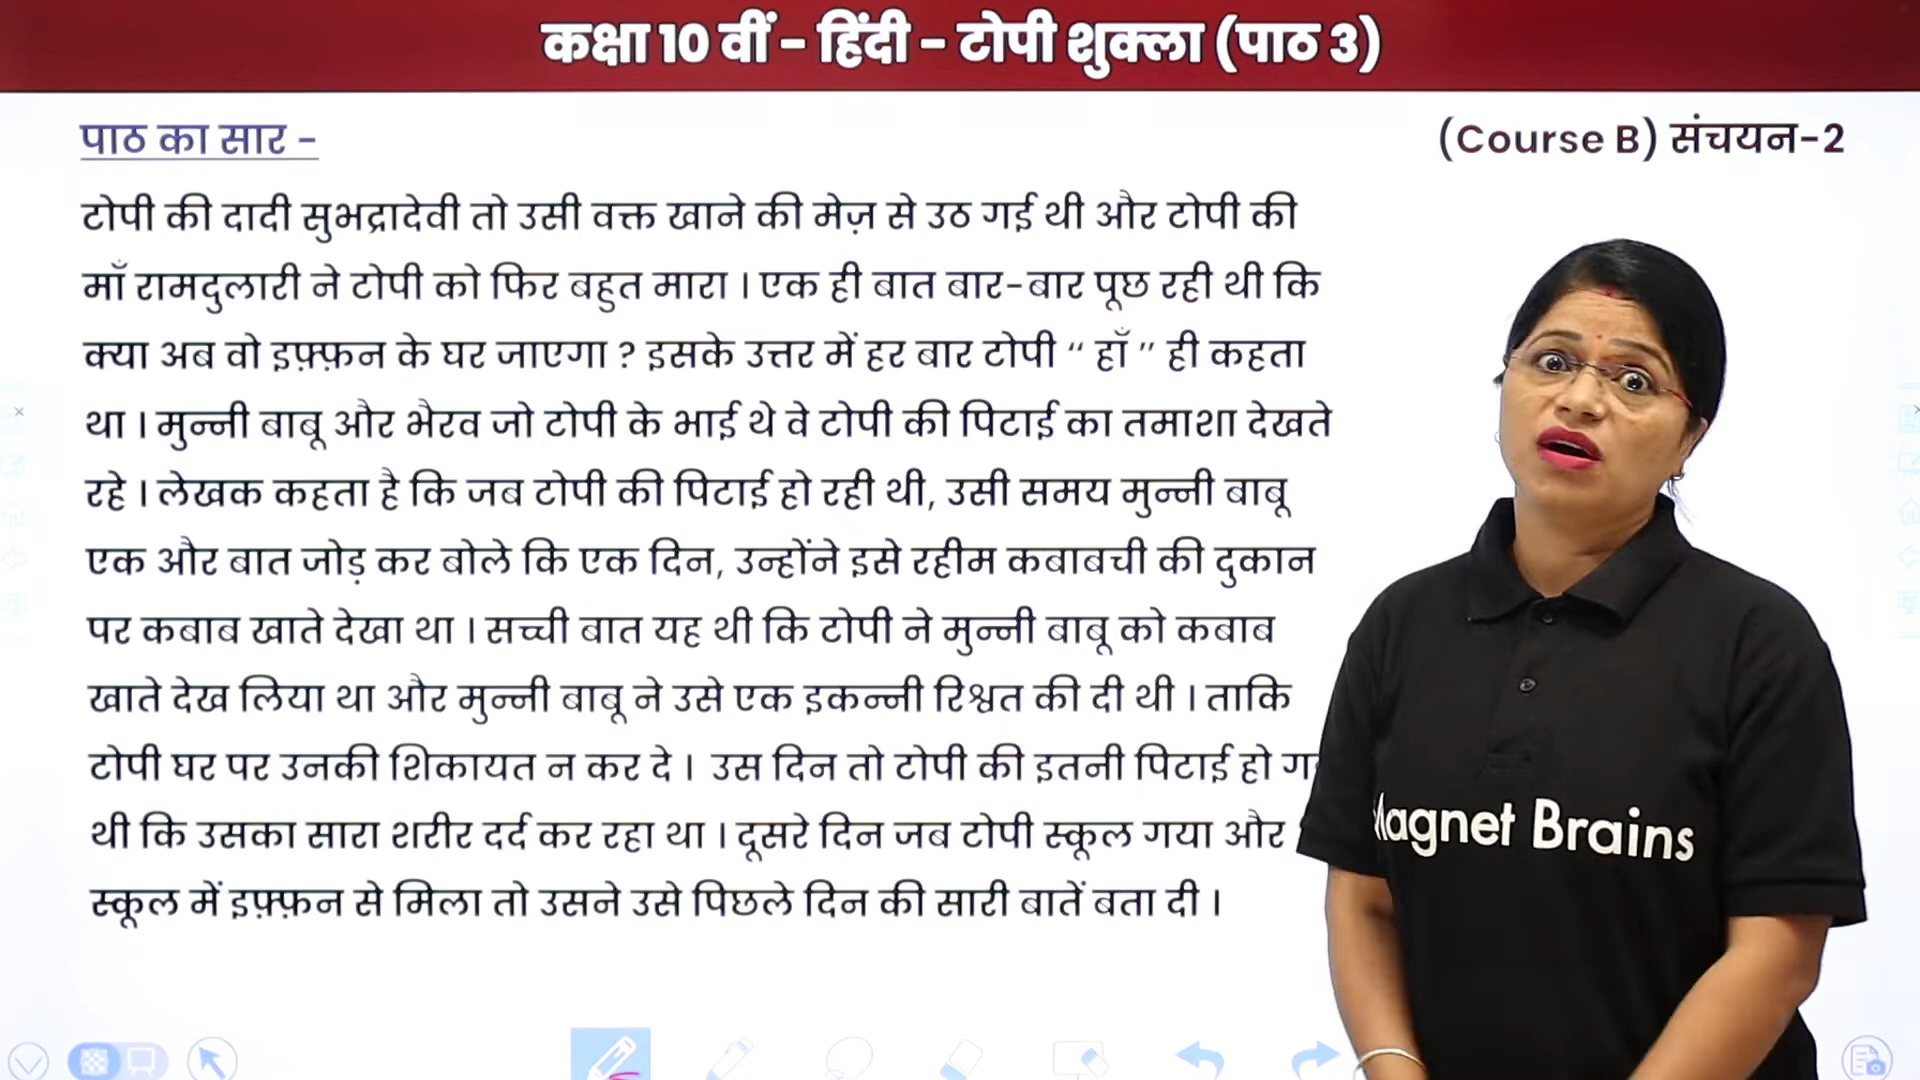 कक्षा 10 वीं - हिंदी - टोपी शुक्ला (पाठ 3)
पाठ का सार -
(Course B) संचयन-2
टोपी की दादी सुभद्रादेवी तो उसी वक्त खाने की मेज़ से उठ गई थी और टोपी की
माँ रामदुलारी ने टोपी को फिर बहुत मारा । एक ही बात बार-बार पूछ रही थी कि
क्या अब वो इफ़्फ़न के घर जाएगा ? इसके उत्तर में हर बार टोपी “ हाँ ” ही कहता
था । मुन्नी बाबू और भैरव जो टोपी के भाई थे वे टोपी की पिटाई का तमाशा देखते
रहे । लेखक कहता है कि जब टोपी की पिटाई हो रही थी, उसी समय मुन्नी बाबू
एक और बात जोड़ कर बोले कि एक दिन, उन्होंने इसे रहीम कबाबची की दुकान
पर कबाब खाते देखा था । सच्ची बात यह थी कि टोपी ने मुन्नी बाबू को कबाब
खाते देख लिया था और मुन्नी बाबू ने उसे एक इकन्नी रिश्वत की दी थी । ताकि
टोपी घर पर उनकी शिकायत न कर दे । उस दिन तो टोपी की इतनी पिटाई हो
थी कि उसका सारा शरीर दर्द कर रहा था । दूसरे दिन जब टोपी स्कूल गया और
स्कूल में इफ़्फ़न से मिला तो उसने उसे पिछले दिन की सारी बातें बता दी ।
Magnet Brains